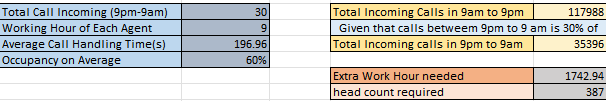 Total Call Incoming (9pm-9am) 30 Total Incoming Calls in 9am to 9pm 117988
Working Hour of Each Agent 9 Given that calls betweem 9pm to 9 am is 30% of
Average Call Handling Time(s) 196.96 Total Incoming calls in 9pm to 9am 35396
Occupancy on Average 60%
Extra Work Hour needed 1742.94
head count required 387